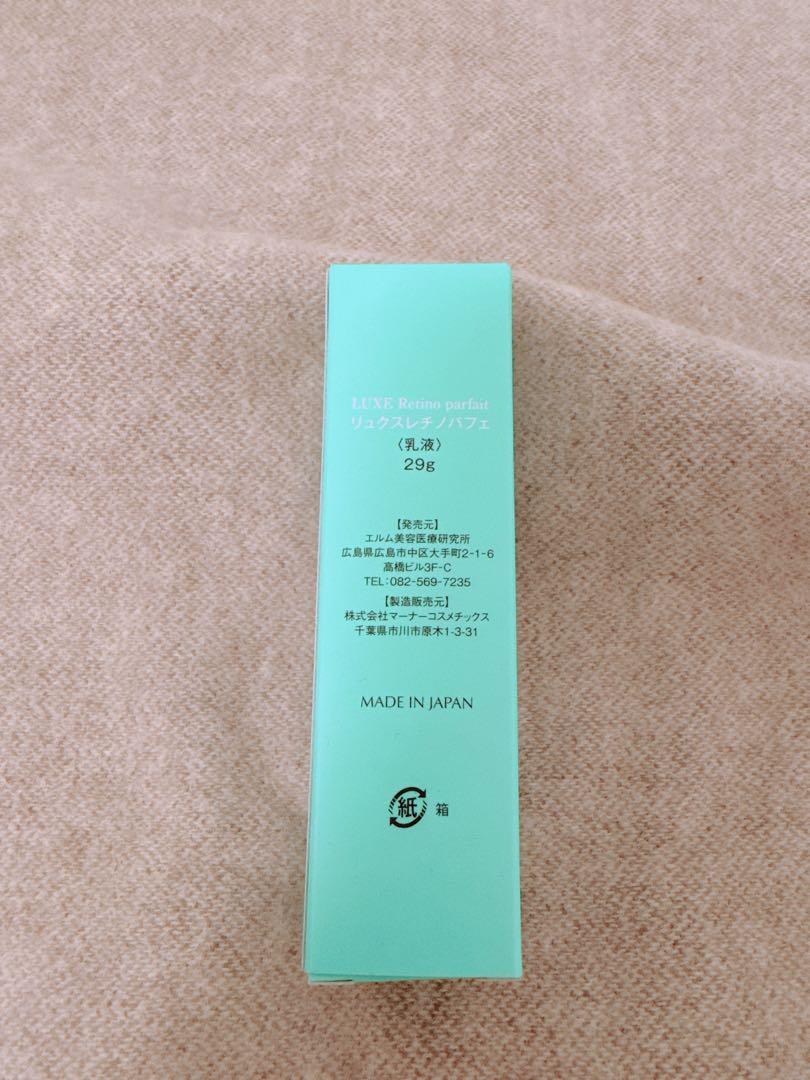 LUXE Retino parfait
リュクスレチノパフェ
〈乳液〉
29g
【発売元】
エルム美容医療研究所
広島県広島市中区大手町2-1-6
髙橋ビル3F-C
TEL:082-569-7235
【製造販売元】
株式会社マーナーコスメチックス
千葉県市川市原木1-3-31
MADE IN JAPAN
紙 箱